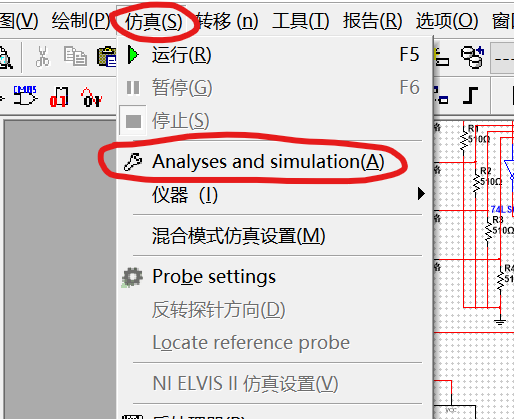 图(V) 绘制(P) 仿真(S) 转移 (n) 工具(T) 报告(R) 选项(O) 窗
运行(R) F5
暂停(G) F6
停止(S)
Analyses and simulation(A)
仪器 (I)
混合模式仿真设置(M)
Probe settings
反转探针方向(D)
Locate reference probe
NI ELVIS II 仿真设置(V)
CMOS
R1
510Ω
R2
510Ω
74LS
R3
510Ω
R4
510Ω
VCC